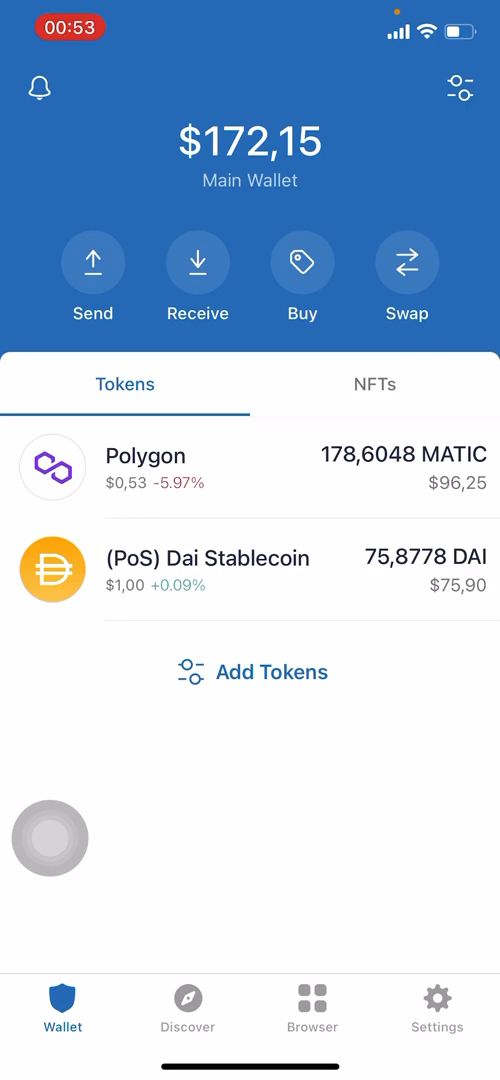 00:53
$172,15
Main Wallet
Send Receive Buy Swap
Tokens NFTs
Polygon 178,6048 MATIC
$0,53 -5.97% $96,25
(PoS) Dai Stablecoin 75,8778 DAI
$1,00 +0.09% $75,90
Add Tokens
Wallet Discover Browser Settings